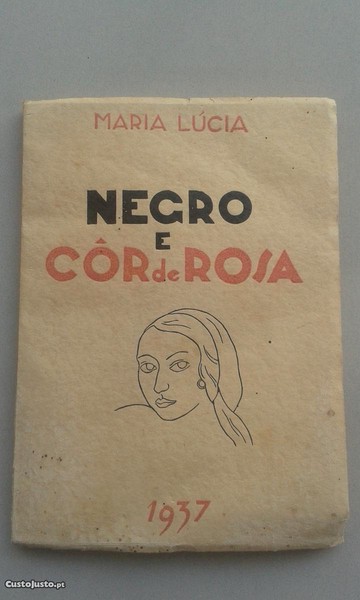 MARIA LÚCIA
NEGRO
E
CÔR de ROSA
1937
CustoJusto.pt